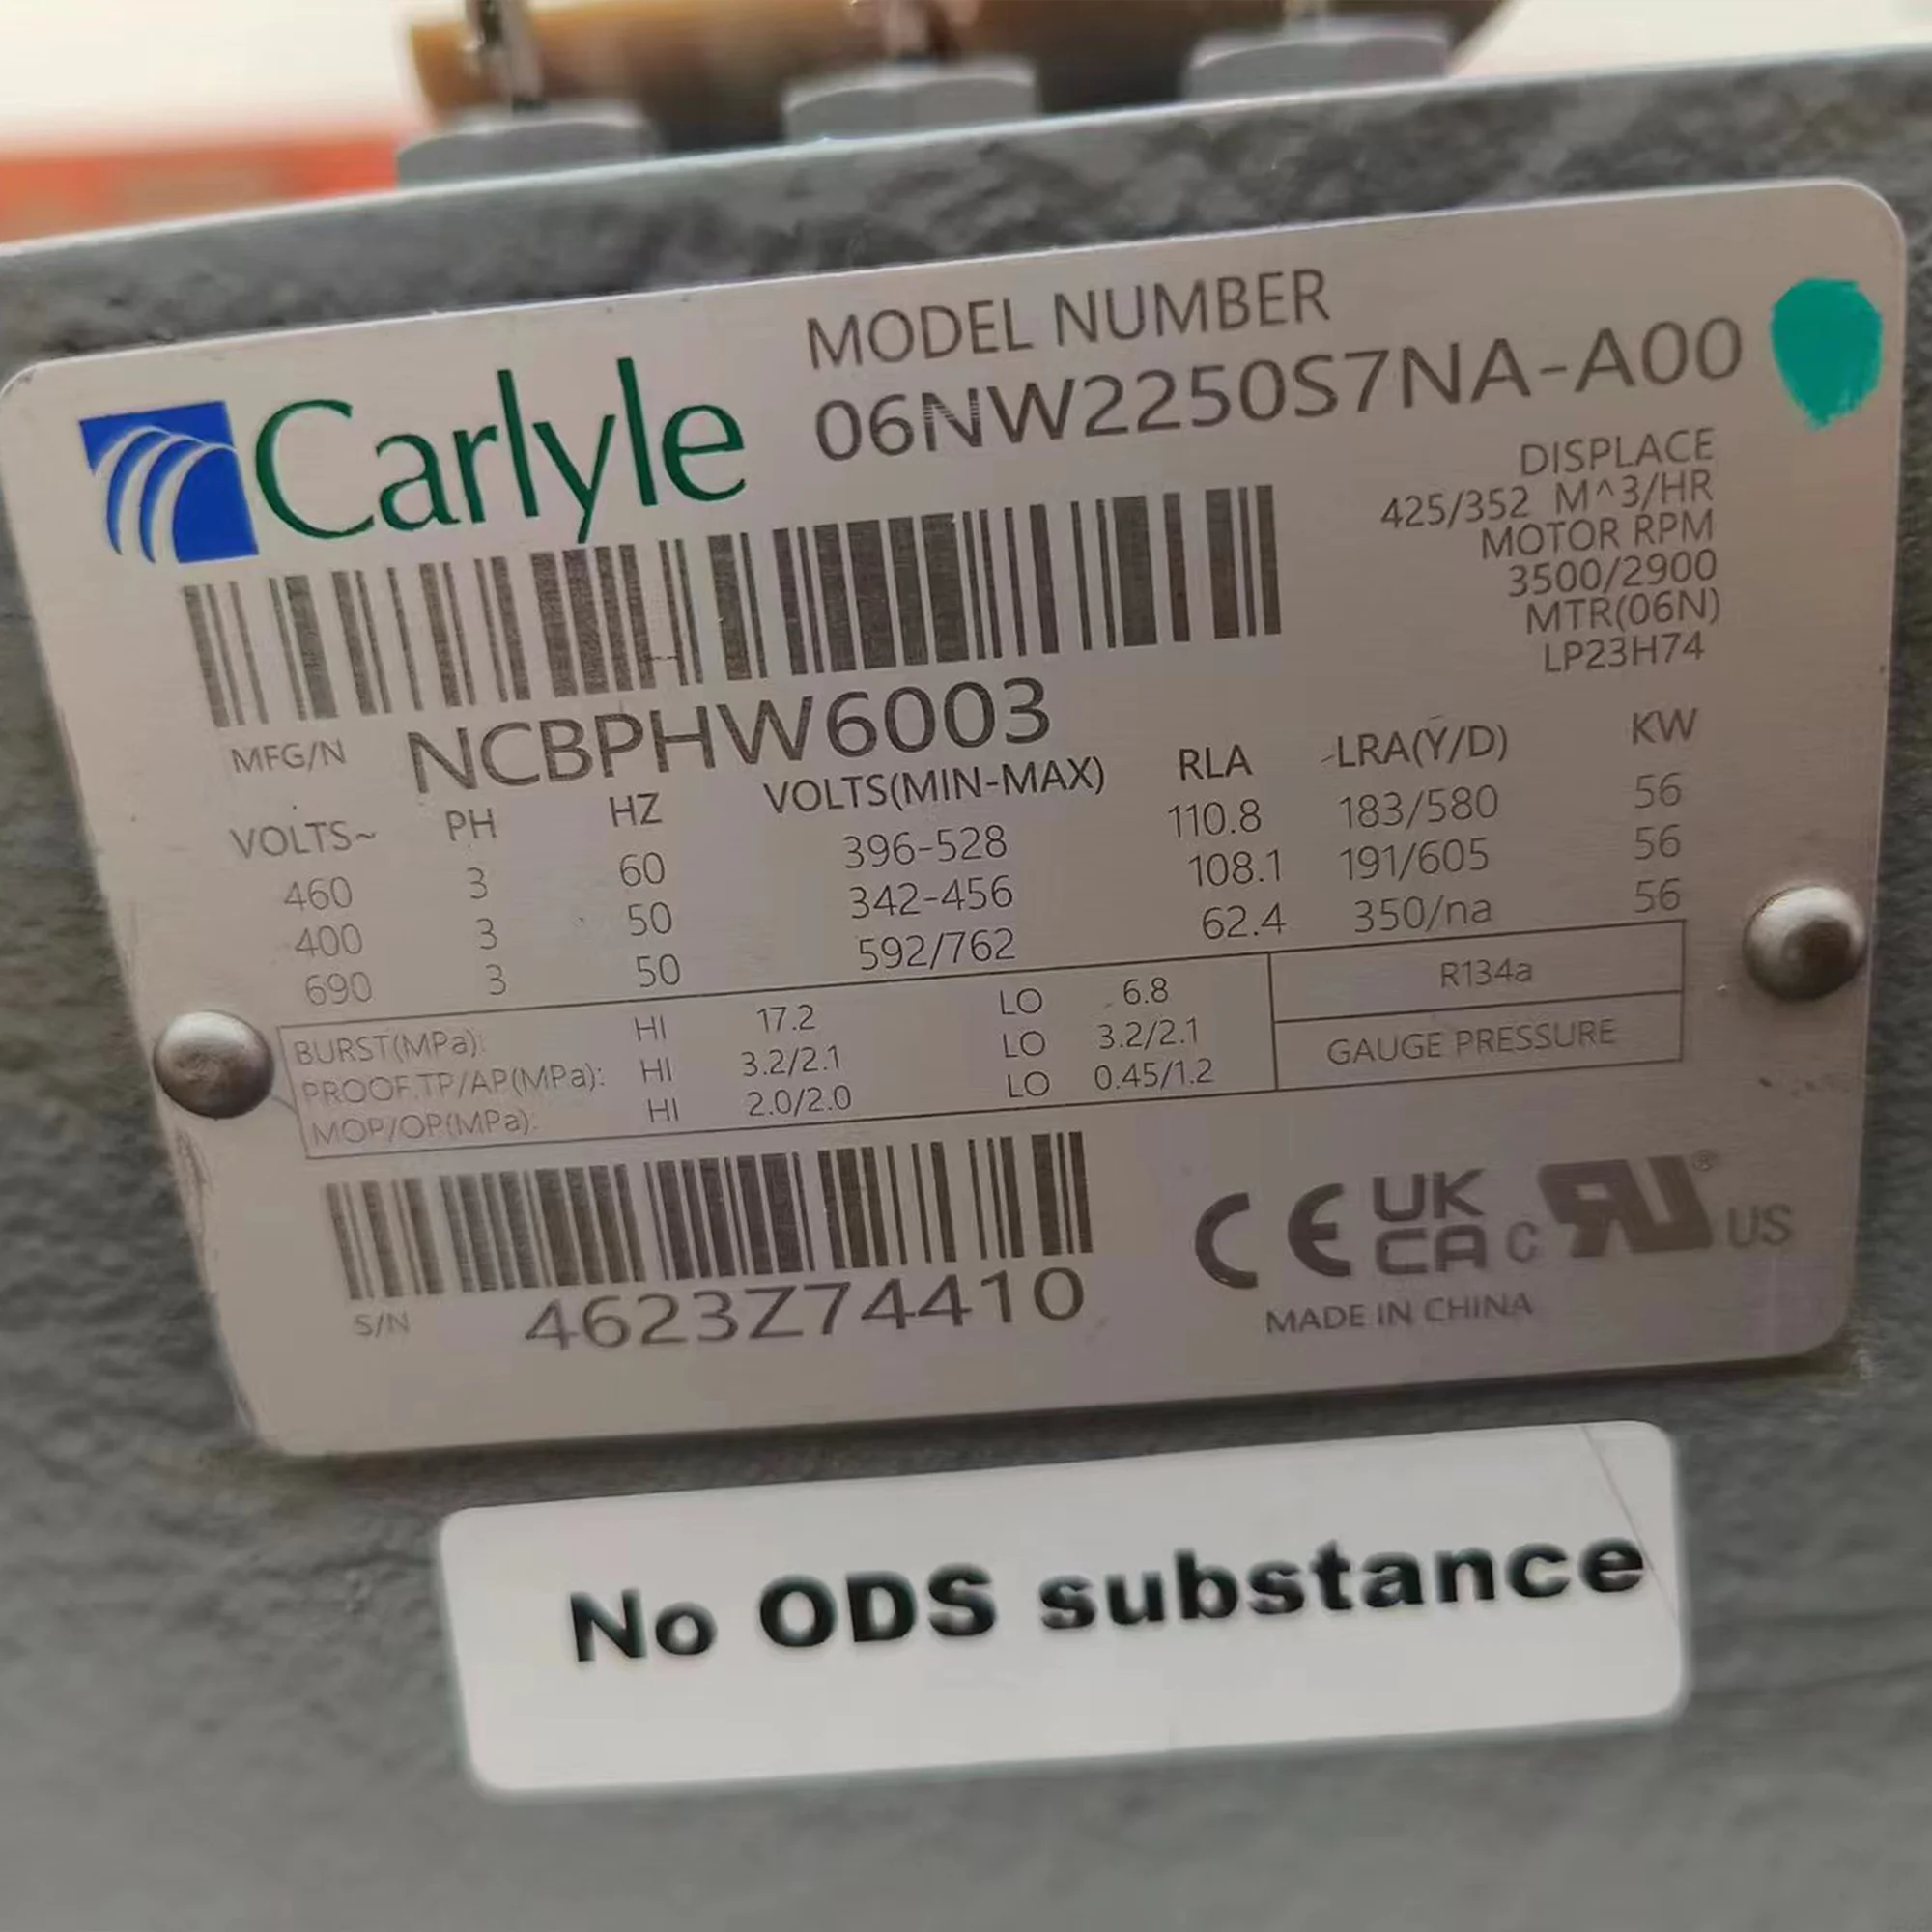 Carlyle
MODEL NUMBER
06NW2250S7NA-A00
DISPLACE
425/352 M^3/HR
MOTOR RPM
3500/2900
MTR(06N)
LP23H74
MFG/N NCBPHW6003
VOLTS~ PH HZ VOLTS(MIN-MAX) RLA LRA(Y/D) KW
460 3 60 396-528 110.8 183/580 56
400 3 50 342-456 108.1 191/605 56
690 3 50 592/762 62.4 350/na 56
BURST(MPa): HI 17.2 LO 6.8
PROOF.TP/AP(MPa): HI 3.2/2.1 LO 3.2/2.1
MOP/OP(MPa): HI 2.0/2.0 LO 0.45/1.2
R134a
GAUGE PRESSURE
S/N 4623Z74410
CE UK CA C RU ® US
MADE IN CHINA
No ODS substance